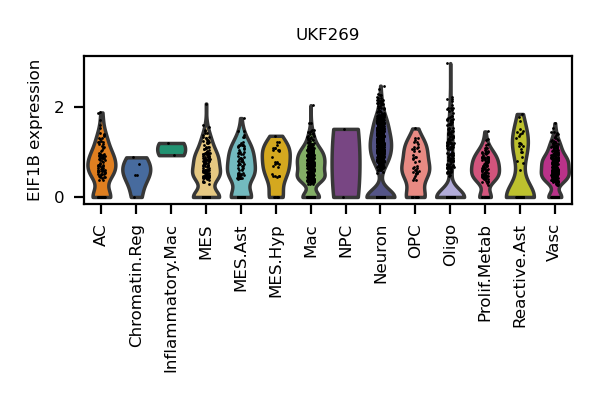 UKF269
EIF1B expression
2
0
AC
Chromatin.Reg
Inflammatory.Mac
MES
MES.Ast
MES.Hyp
Mac
NPC
Neuron
OPC
Oligo
Prolif.Metab
Reactive.Ast
Vasc